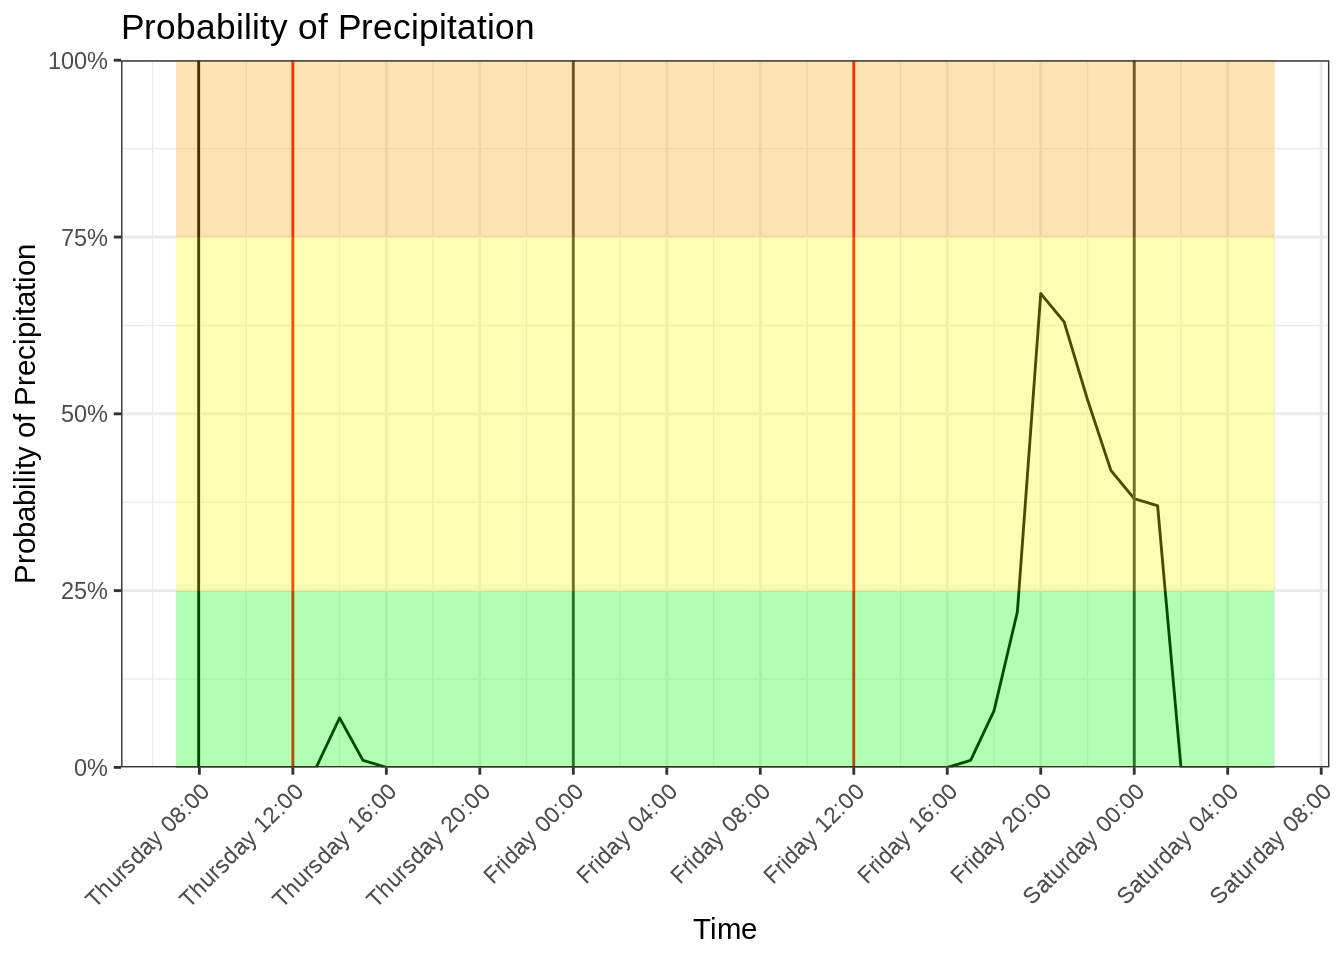 Probability of Precipitation
Probability of Precipitation
100%
75%
50%
25%
0%
Thursday 08:00
Thursday 12:00
Thursday 16:00
Thursday 20:00
Friday 00:00
Friday 04:00
Friday 08:00
Friday 12:00
Friday 16:00
Friday 20:00
Saturday 00:00
Saturday 04:00
Saturday 08:00
Time